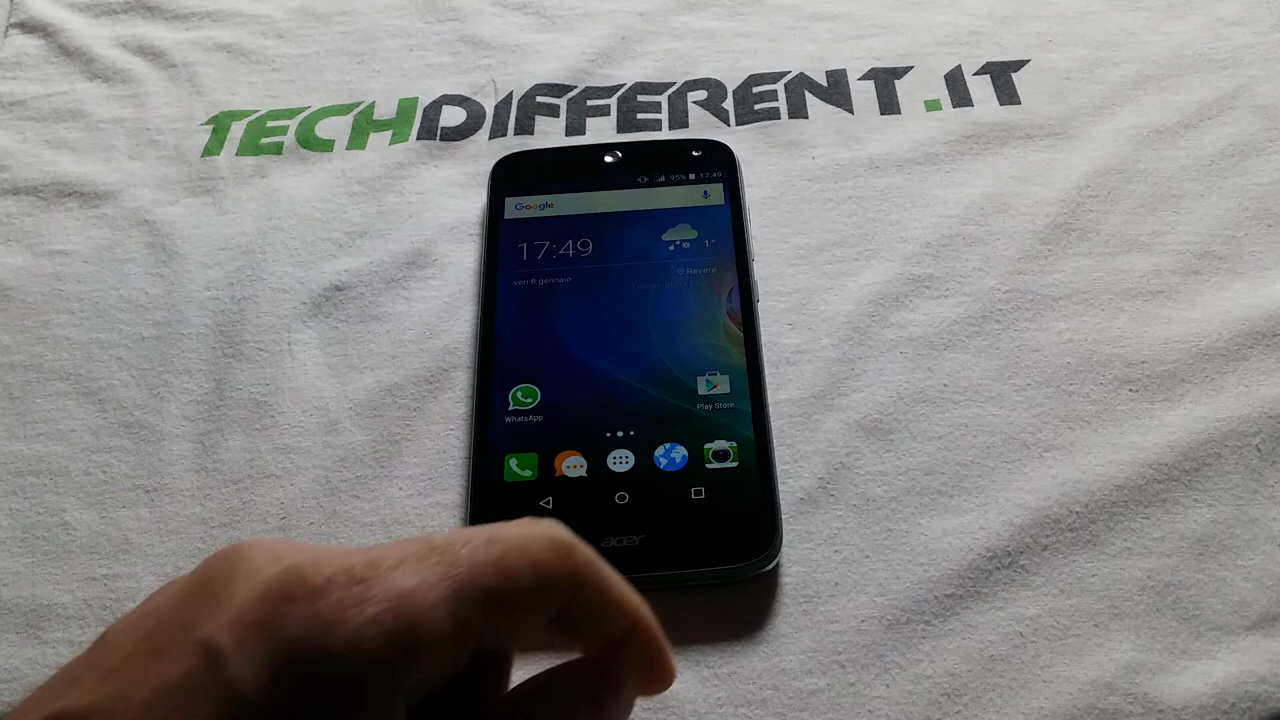 TECHDIFFERENT.IT
95% 17:49
Google
17:49
1°
ven 8 gennaio
Revere
WhatsApp
Play Store
acer